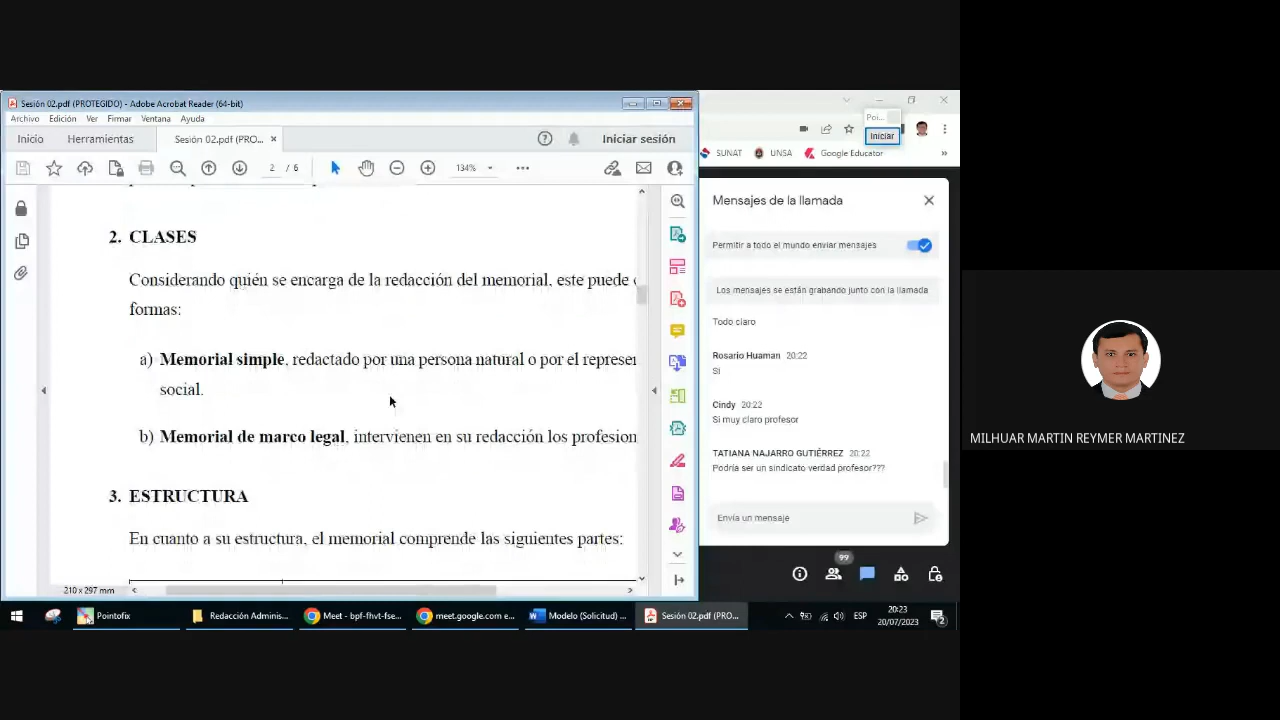 Sesión 02.pdf (PROTEGIDO) - Adobe Acrobat Reader (64-bit)
Archivo Edición Ver Firmar Ventana Ayuda
Inicio Herramientas Sesión 02.pdf (PRO... × Iniciar sesión
2 / 6 134%
2. CLASES
Considerando quién se encarga de la redacción del memorial, este puede
formas:
a) Memorial simple, redactado por una persona natural o por el represen
social.
b) Memorial de marco legal, intervienen en su redacción los profesion
3. ESTRUCTURA
En cuanto a su estructura, el memorial comprende las siguientes partes:
210 x 297 mm
Poi...
Iniciar
SUNAT UNSA Google Educator »
Mensajes de la llamada
Permitir a todo el mundo enviar mensajes
Los mensajes se están grabando junto con la llamada
Todo claro
Rosario Huaman 20:22
Si
Cindy 20:22
Si muy claro profesor
TATIANA NAJARRO GUTIÉRREZ 20:22
Podría ser un sindicato verdad profesor???
Envía un mensaje
99
MILHUAR MARTIN REYMER MARTINEZ
Pointofix Redacción Adminis... Meet - bpf-fhvt-fse... meet.google.com e... Modelo (Solicitud) ... Sesión 02.pdf (PRO... ESP
20:23
20/07/2023
2